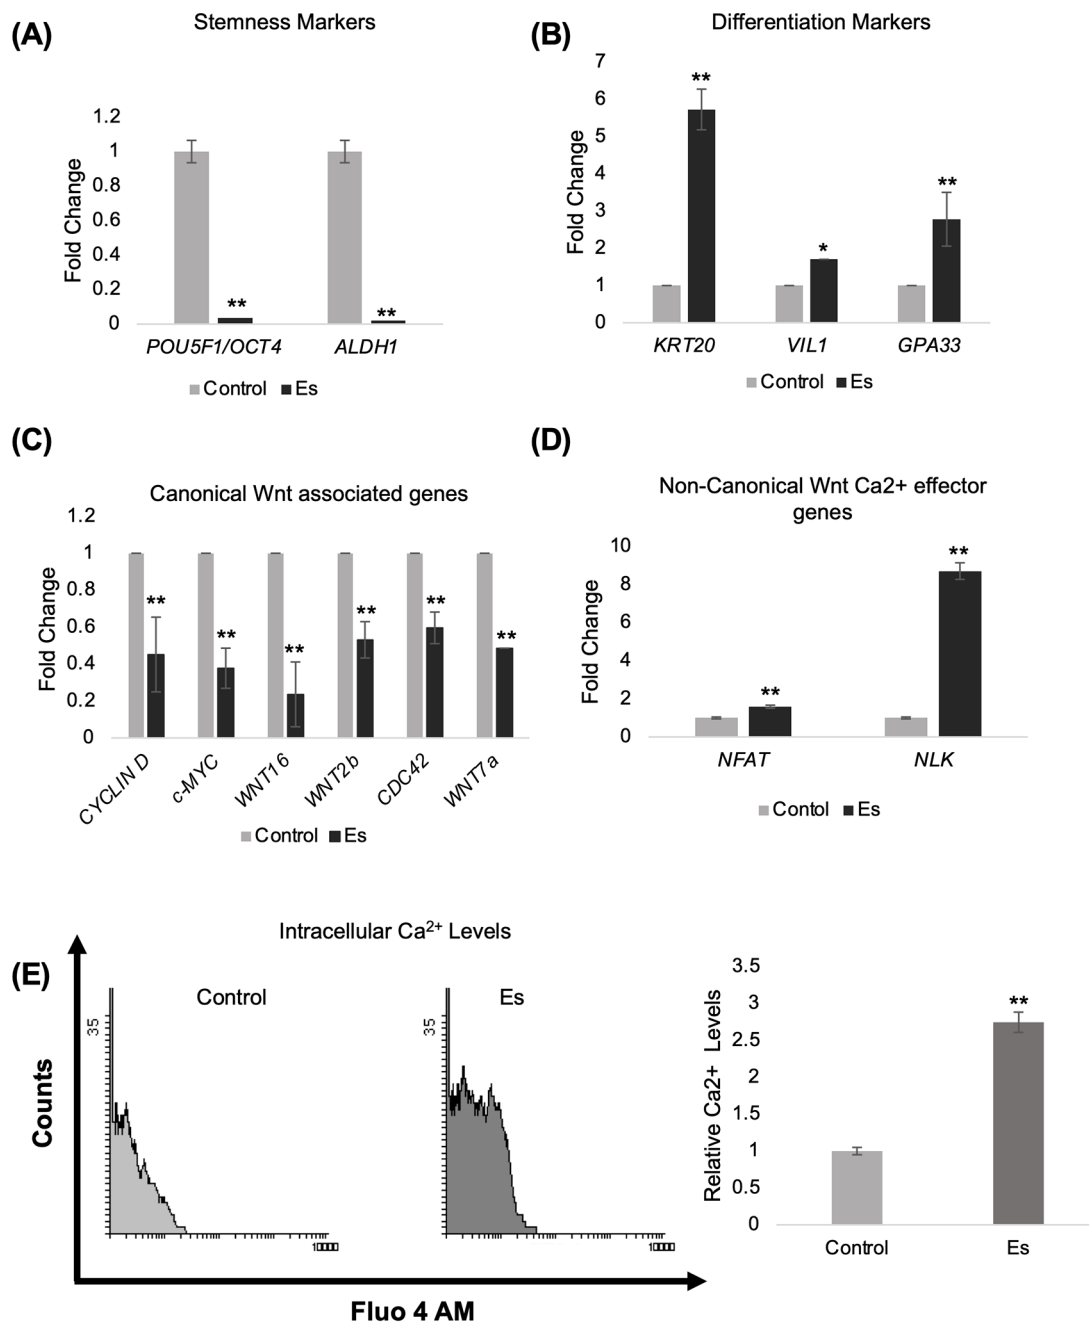 (A)
Stemness Markers
Fold Change
1.2
1
0.8
0.6
0.4
0.2
0
**
**
POU5F1/OCT4 ALDH1
Control Es
(B)
Differentiation Markers
Fold Change
7
6
5
4
3
2
1
0
**
*
**
KRT20 VIL1 GPA33
Control Es
(C)
Canonical Wnt associated genes
Fold Change
1.2
1
0.8
0.6
0.4
0.2
0
**
**
**
**
**
**
CYCLIN D c-MYC WNT16 WNT2b CDC42 WNT7a
Control Es
(D)
Non-Canonical Wnt Ca2+ effector
genes
Fold Change
10
8
6
4
2
0
**
**
NFAT NLK
Contol Es
(E)
Intracellular Ca²⁺ Levels
Control
Es
35
35
Counts
Fluo 4 AM
Relative Ca2+ Levels
3.5
3
2.5
2
1.5
1
0.5
0
**
Control Es